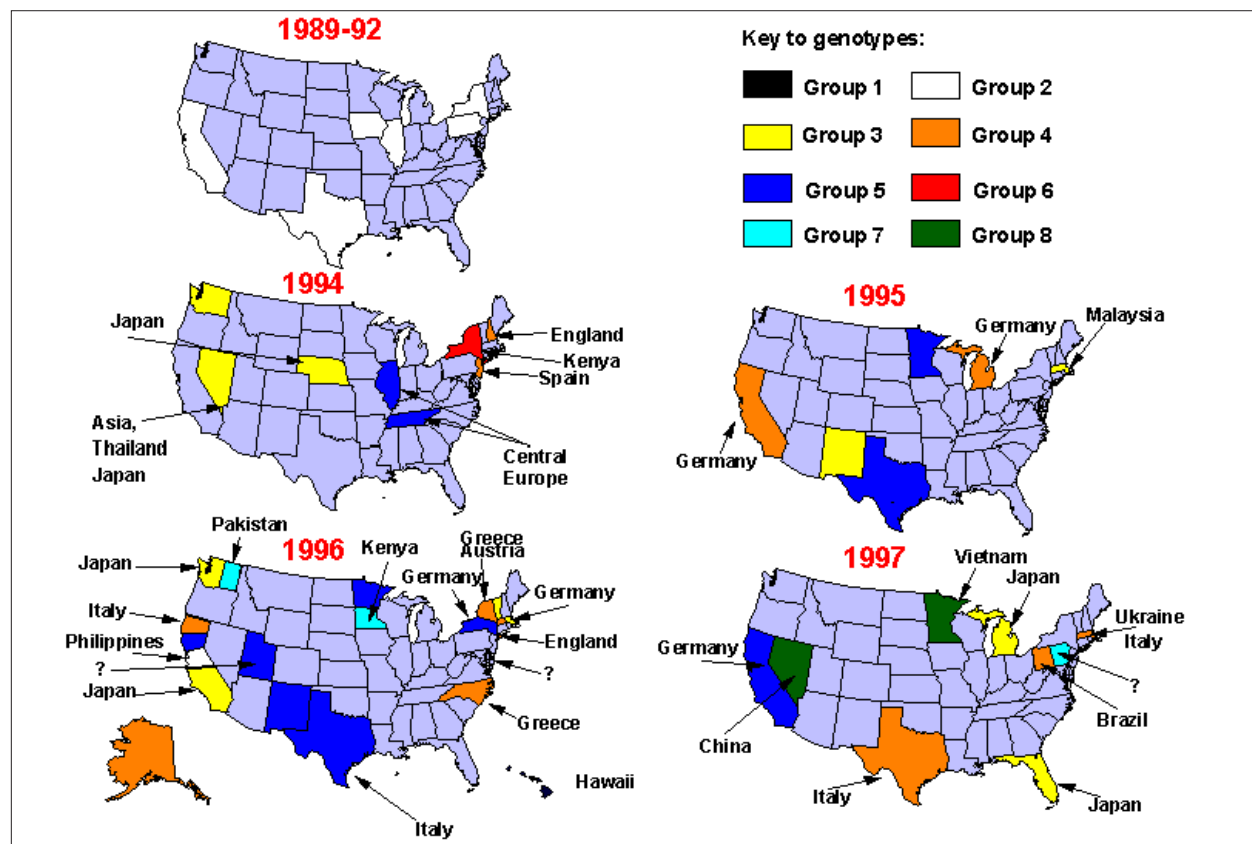 1989-92
Key to genotypes:
Group 1
Group 2
Group 3
Group 4
Group 5
Group 6
Group 7
Group 8
1994
Japan
England
Kenya
Spain
Asia,
Thailand
Japan
Central
Europe
1995
Germany
Malaysia
Germany
1996
Pakistan
Kenya
Greece
Austria
Japan
Germany
Germany
Italy
England
Philippines
?
?
Japan
Greece
Hawaii
Italy
1997
Vietnam
Japan
Ukraine
Italy
Germany
?
Brazil
China
Italy
Japan